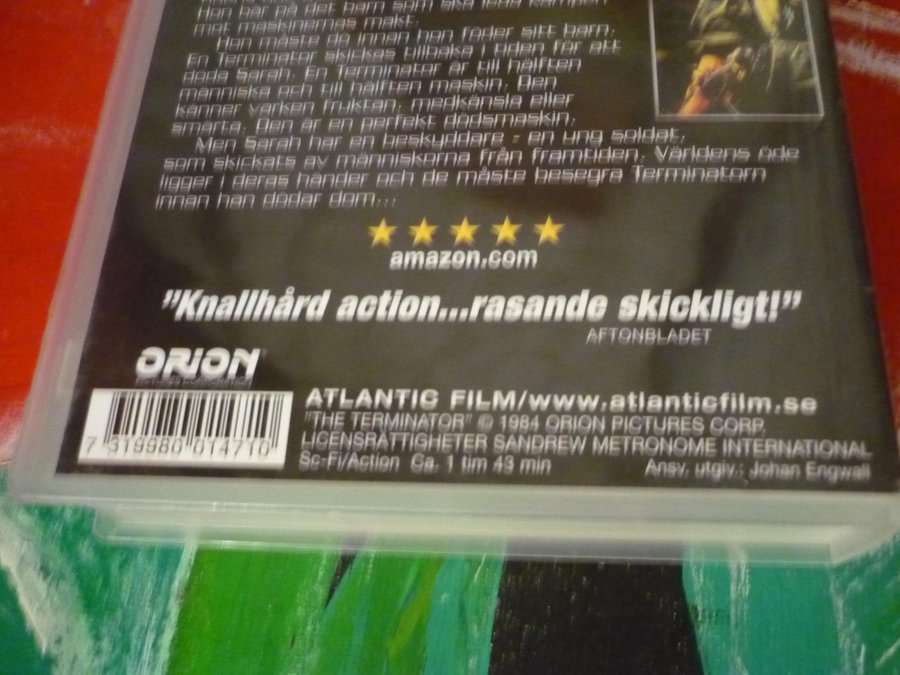 Hon bär på det barn som ska leda kampen
mot maskinernas makt.
Hon måste dö innan hon föder sitt barn.
En Terminator skickas tillbaka i tiden för att
döda Sarah. En Terminator är till hälften
människa och till hälften maskin. Den
känner varken fruktan, medkänsla eller
smärta. Den är en perfekt dödsmaskin.
Men Sarah har en beskyddare - en ung soldat,
som skickats av människorna från framtiden. Världens öde
ligger i deras händer och de måste besegra Terminatorn
innan han dödar dom...
amazon.com
"Knallhård action...rasande skickligt!"
AFTONBLADET
ORION
PICTURES CORPORATION
ATLANTIC FILM/www.atlanticfilm.se
"THE TERMINATOR" © 1984 ORION PICTURES CORP.
LICENSRÄTTIGHETER SANDREW METRONOME INTERNATIONAL
Sc-Fi/Action Ca. 1 tim 43 min Ansv. utgiv.: Johan Engwall
7 319980 014710